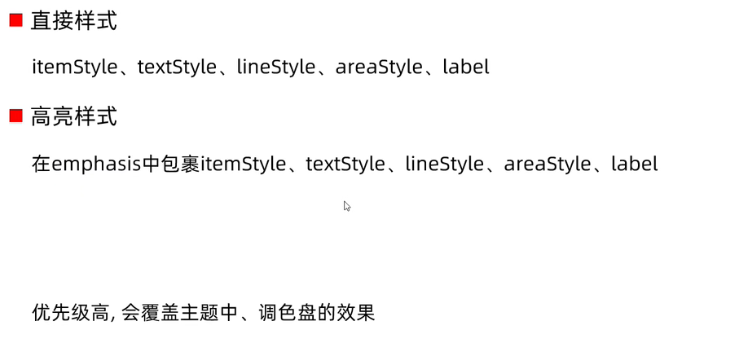 直接样式
itemStyle、textStyle、lineStyle、areaStyle、label
高亮样式
在emphasis中包裹itemStyle、textStyle、lineStyle、areaStyle、label
优先级高, 会覆盖主题中、调色盘的效果